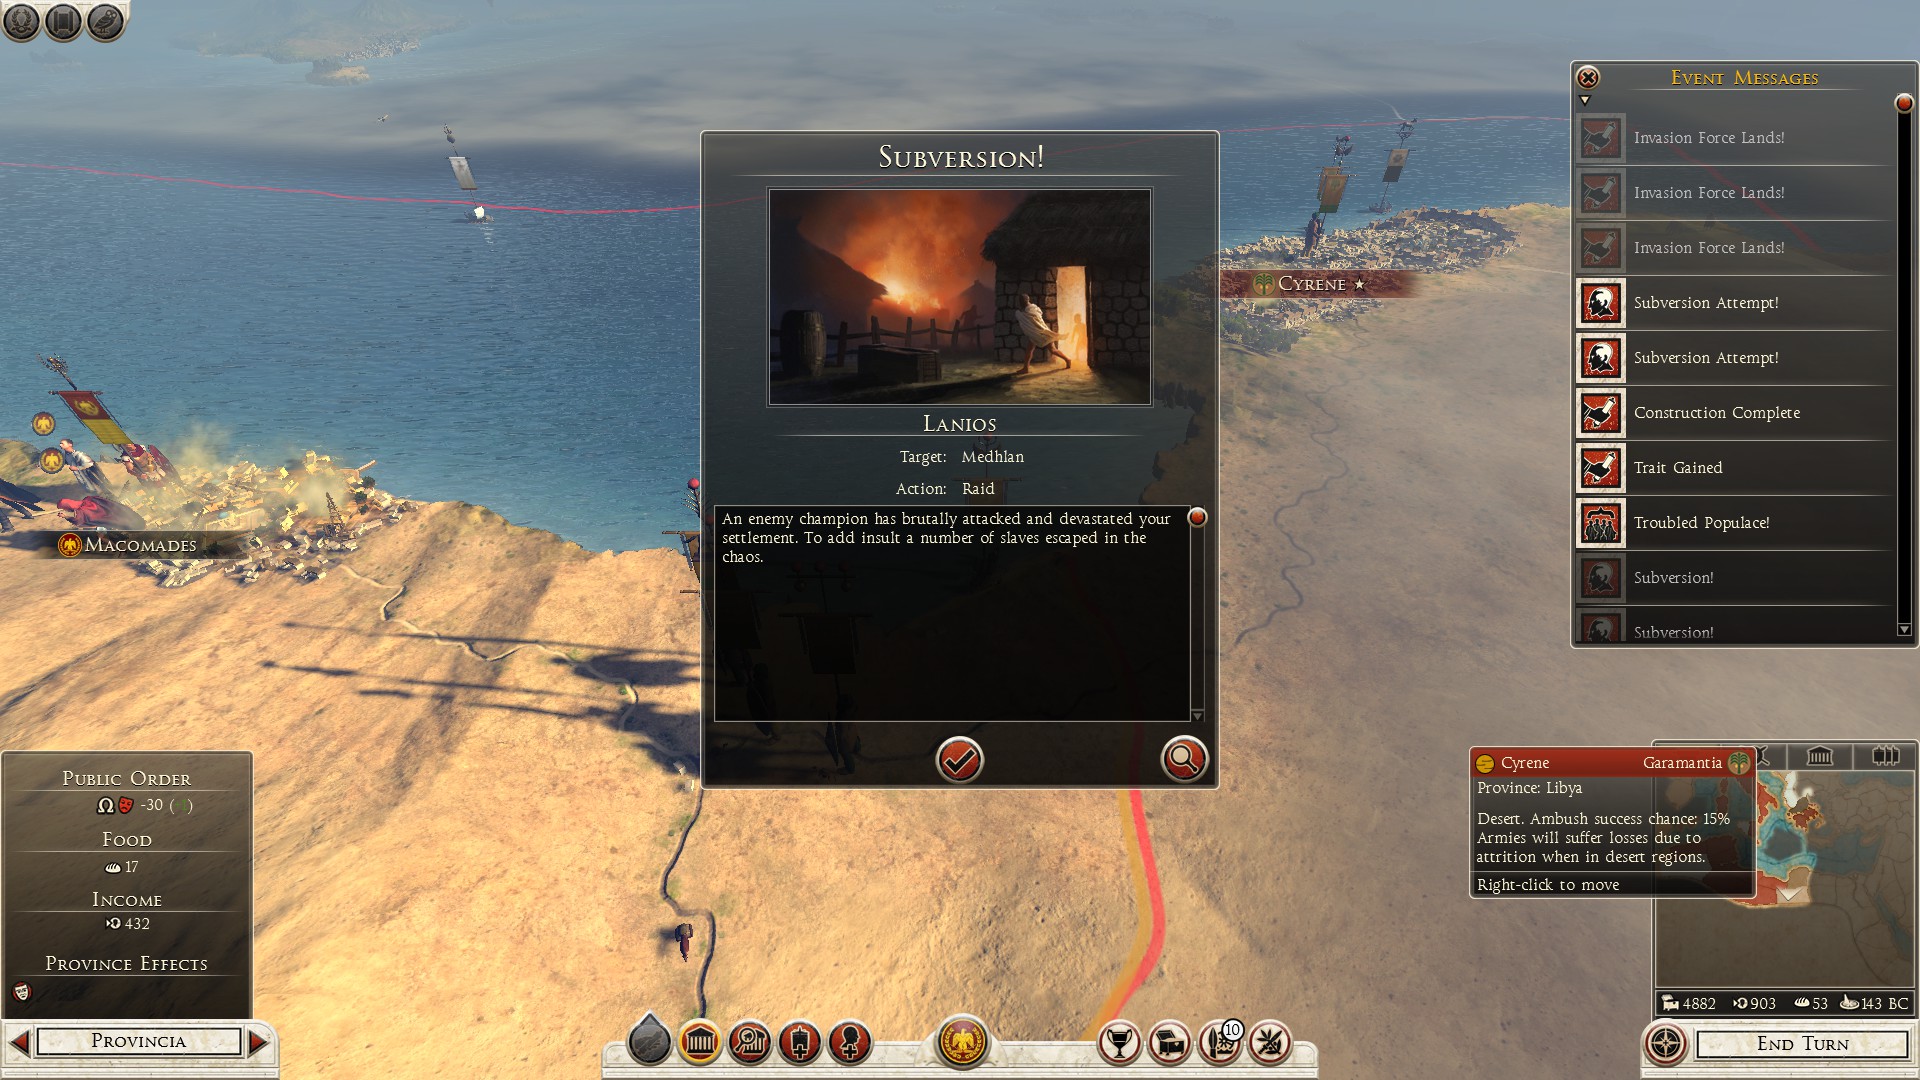 Subversion!
Lanios
Target: Medhlan
Action: Raid
An enemy champion has brutally attacked and devastated your
settlement. To add insult a number of slaves escaped in the
chaos.
Event Messages
Invasion Force Lands!
Invasion Force Lands!
Invasion Force Lands!
Subversion Attempt!
Subversion Attempt!
Construction Complete
Trait Gained
Troubled Populace!
Subversion!
Subversion!
Cyrene ★
Macomades
Public Order
-30
Food
17
Income
432
Province Effects
Provincia
Cyrene Garamantia
Province: Libya
Desert. Ambush success chance: 15%
Armies will suffer losses due to
attrition when in desert regions.
Right-click to move
4882 903 53 143 BC
10
End Turn